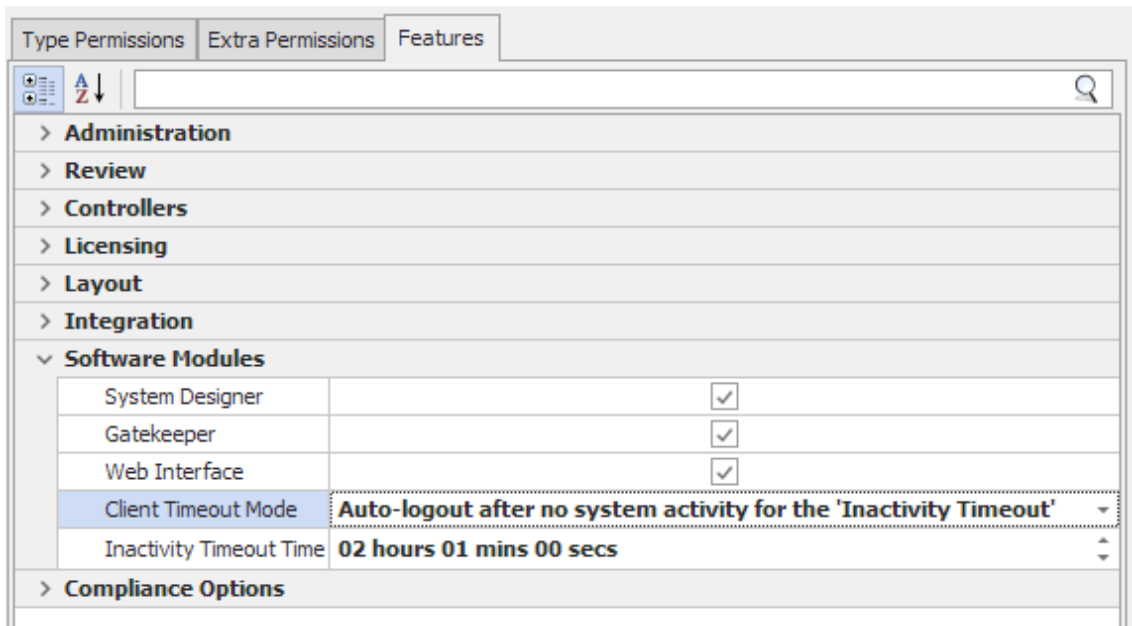 Type Permissions Extra Permissions Features
A
Z
Administration
Review
Controllers
Licensing
Layout
Integration
Software Modules
System Designer
Gatekeeper
Web Interface
Client Timeout Mode Auto-logout after no system activity for the 'Inactivity Timeout'
Inactivity Timeout Time 02 hours 01 mins 00 secs
Compliance Options